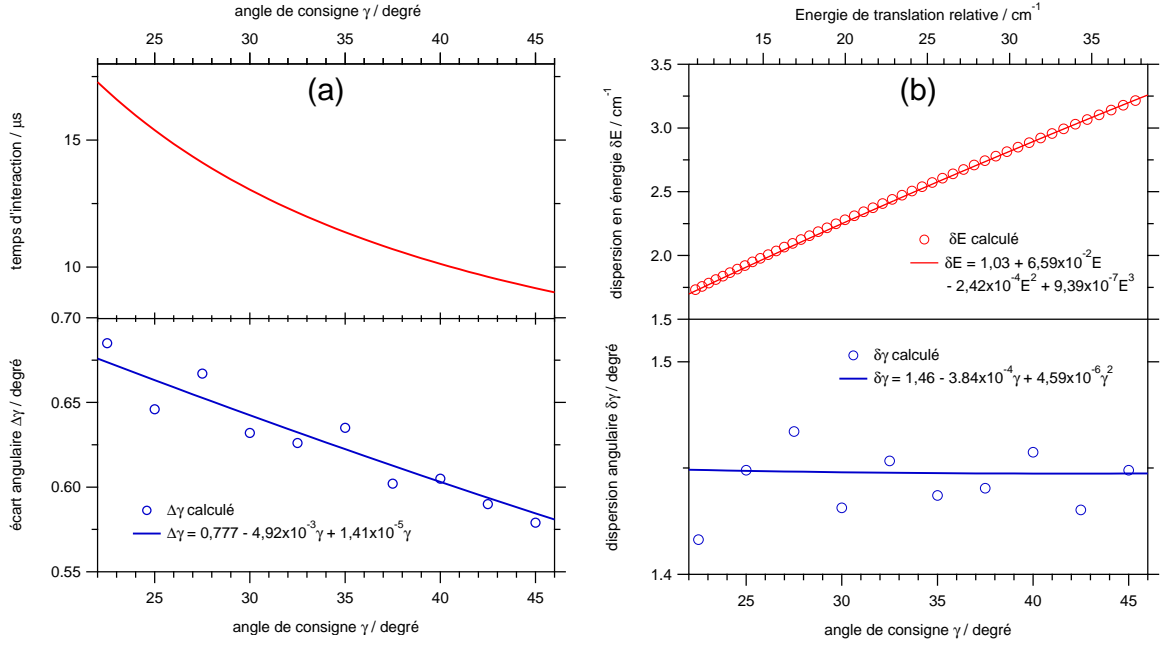 angle de consigne γ / degré
25 30 35 40 45
(a)
temps d'interaction / μs
15
10
0.70
0.65
0.60
0.55
écart angulaire Δγ / degré
Δγ calculé
Δγ = 0,777 - 4,92x10-3γ + 1,41x10-5γ
25 30 35 40 45
angle de consigne γ / degré
Energie de translation relative / cm-1
14 20 24 30 34
(b)
dispersion en énergie δE / cm-1
3.5
3.0
2.5
2.0
1.5
δE calculé
δE = 1,03 + 6,59x10-2E
- 2,42x10-4E2 + 9,39x10-7E3
dispersion angulaire δγ / degré
1.5
1.4
δγ calculé
δγ = 1,46 - 3.84x10-4γ + 4,59x10-6γ2
25 30 35 40 45
angle de consigne γ / degré